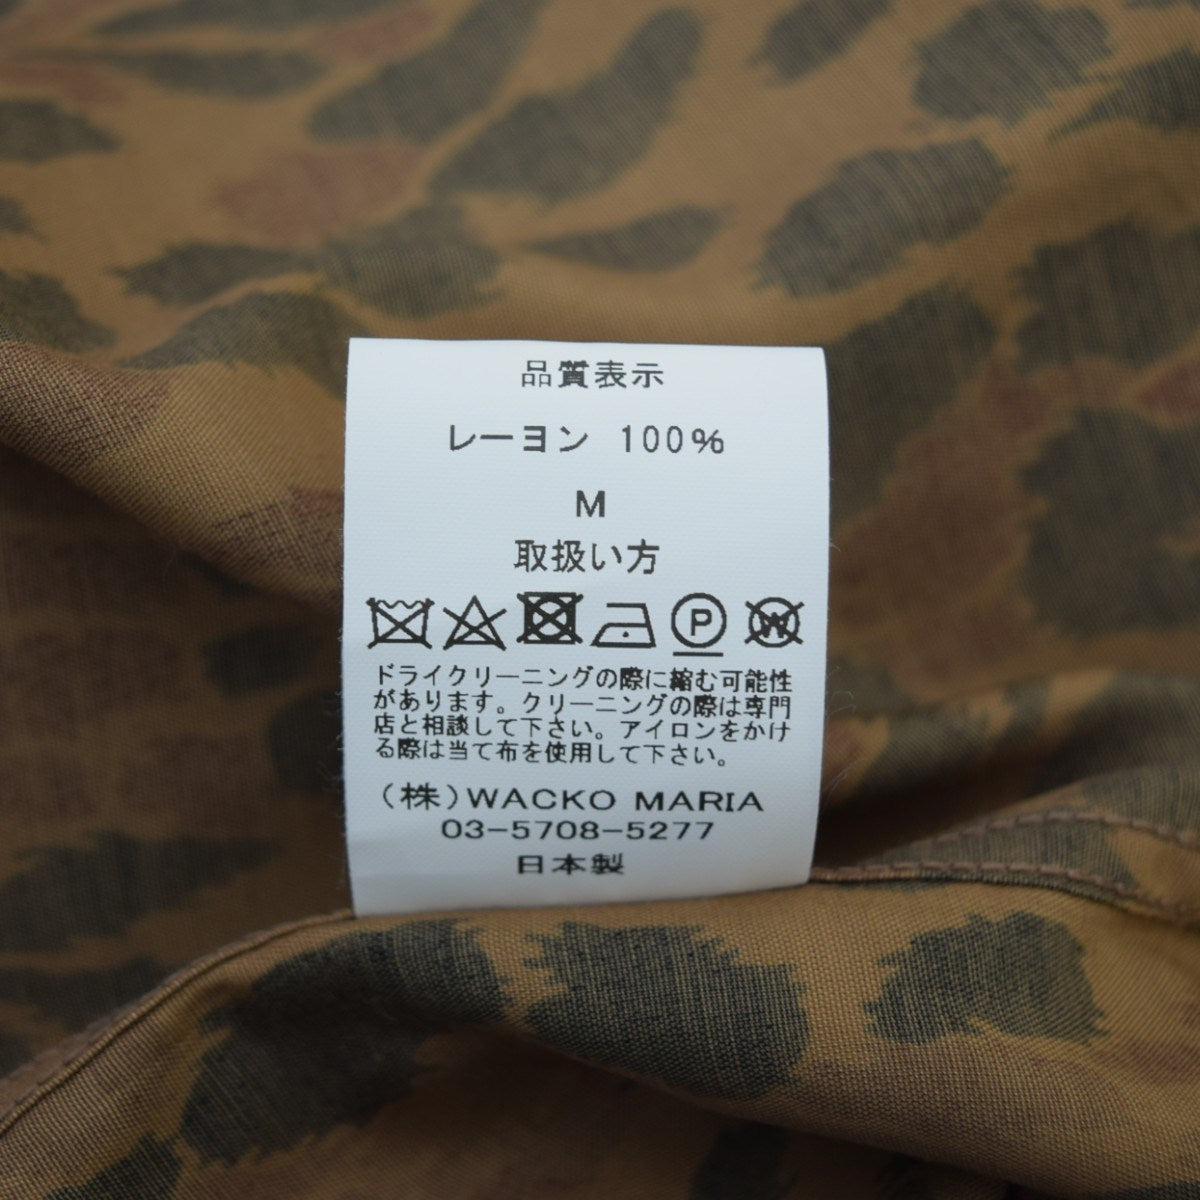 品質表示
レーヨン 100%
M
取扱い方
P
W
ドライクリーニングの際に縮む可能性
があります。クリーニングの際は専門
店と相談して下さい。アイロンをかけ
る際は当て布を使用して下さい。
(株)WACKO MARIA
03-5708-5277
日本製